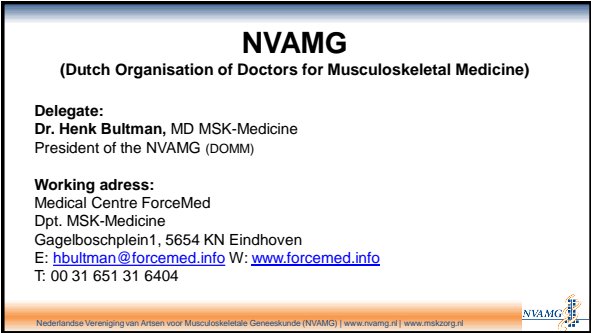 NVAMG
(Dutch Organisation of Doctors for Musculoskeletal Medicine)
Delegate:
Dr. Henk Bultman, MD MSK-Medicine
President of the NVAMG (DOMM)
Working adress:
Medical Centre ForceMed
Dpt. MSK-Medicine
Gagelboschplein1, 5654 KN Eindhoven
E: hbultman@forcemed.info W: www.forcemed.info
T: 00 31 651 31 6404
Nederlandse Vereniging van Artsen voor Musculoskeletale Geneeskunde (NVAMG) | www.nvamg.nl | www.mskzorg.nl
NVAMG